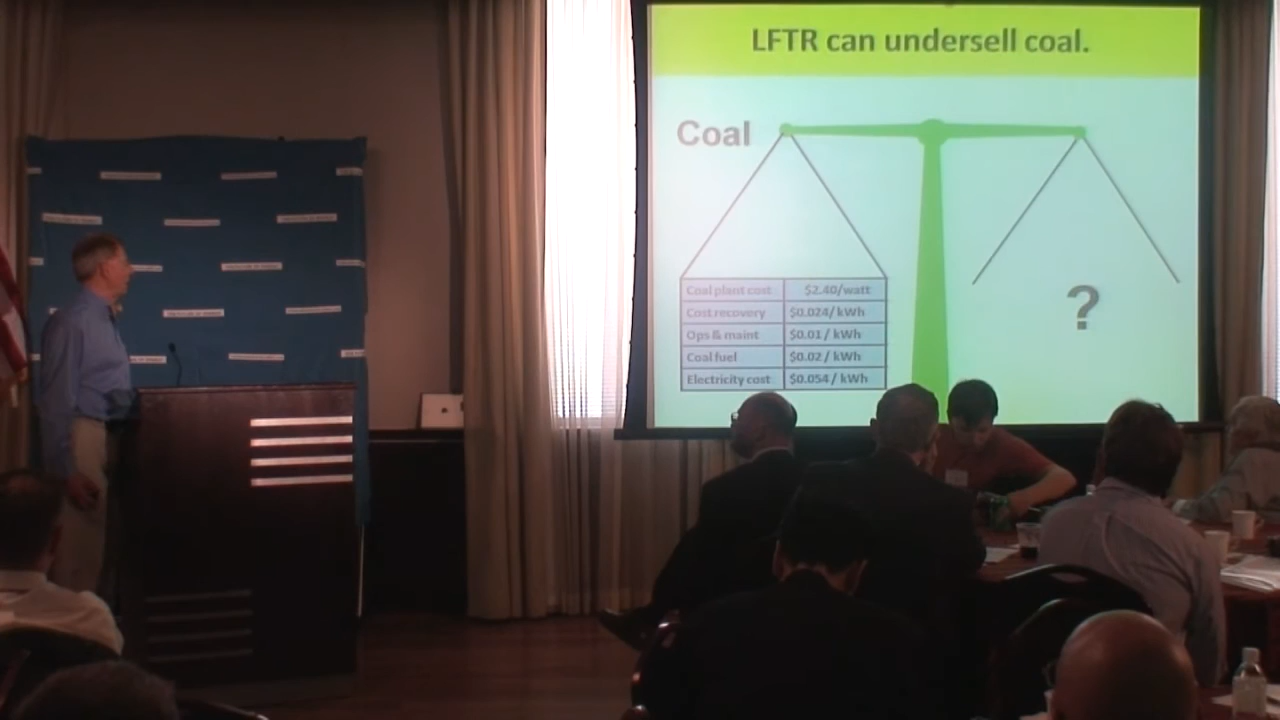 LFTR can undersell coal.
Coal
Coal plant cost $2.40/watt
Cost recovery $0.024/ kWh
Ops & maint $0.01 / kWh
Coal fuel $0.02 / kWh
Electricity cost $0.054 / kWh
?